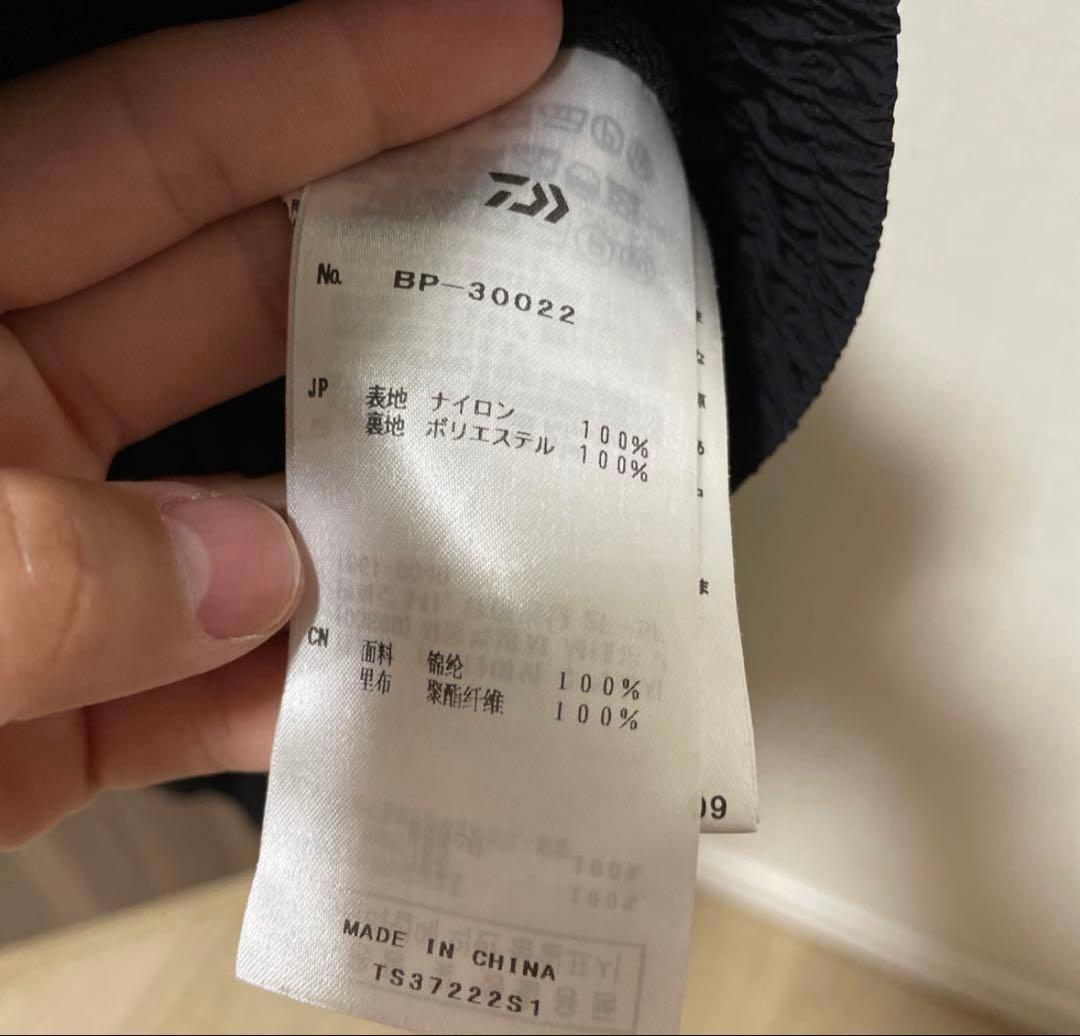 No. BP-30022
JP 表地 ナイロン 100%
裏地 ポリエステル 100%
CN 面料 锦纶 100%
里布 聚酯纤维 100%
MADE IN CHINA
TS37222S1
09